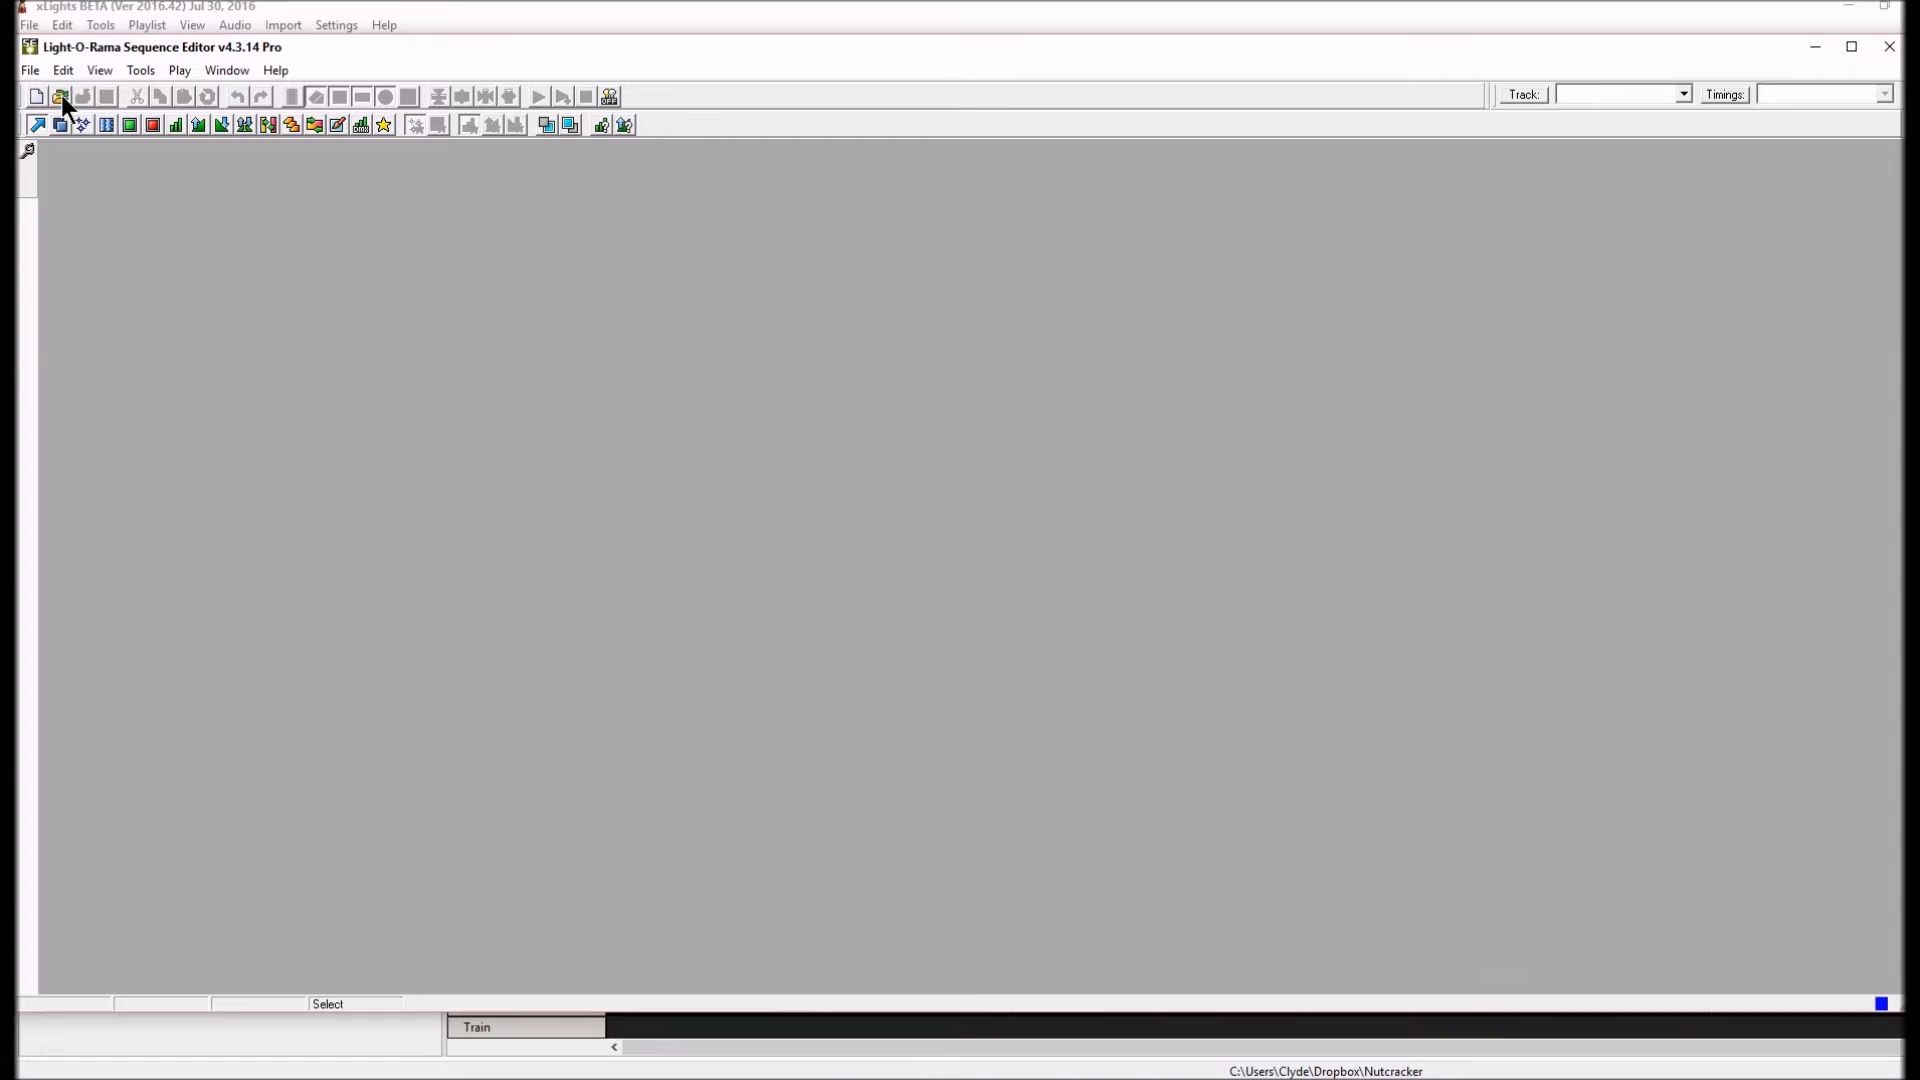 xLights BETA (Ver 2016.42) Jul 30, 2016
File Edit Tools Playlist View Audio Import Settings Help
Light-O-Rama Sequence Editor v4.3.14 Pro
File Edit View Tools Play Window Help
Track: Timings:
Select
Train
C:\Users\Clyde\Dropbox\Nutcracker